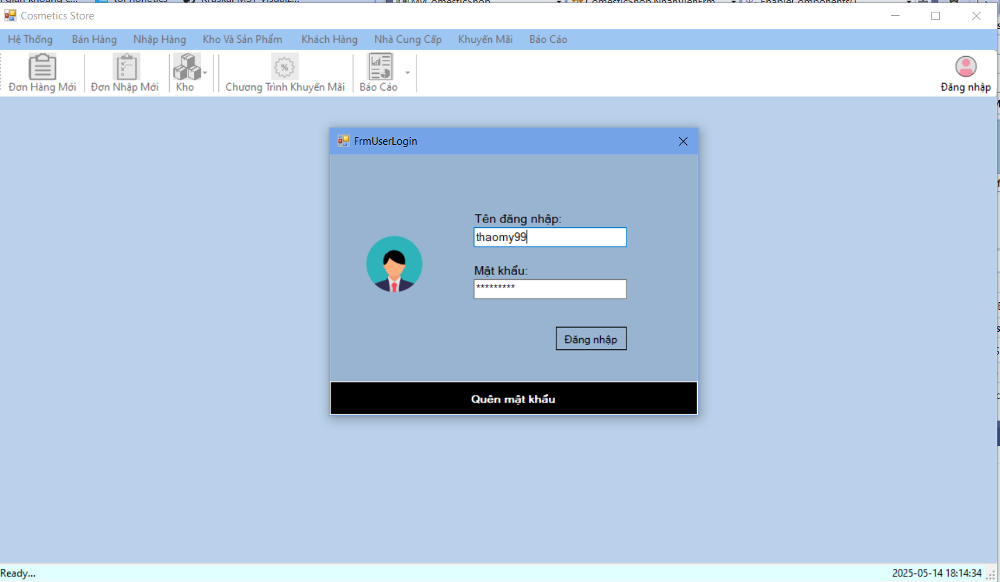 Cosmetics Store
Hệ Thống Bán Hàng Nhập Hàng Kho Và Sản Phẩm Khách Hàng Nhà Cung Cấp Khuyến Mãi Báo Cáo
%
Đơn Hàng Mới Đơn Nhập Mới Kho Chương Trình Khuyến Mãi Báo Cáo Đăng nhập
FrmUserLogin
Tên đăng nhập:
thaomy99
Mật khẩu:
*********
Đăng nhập
Quên mật khẩu
Ready... 2025-05-14 18:14:34